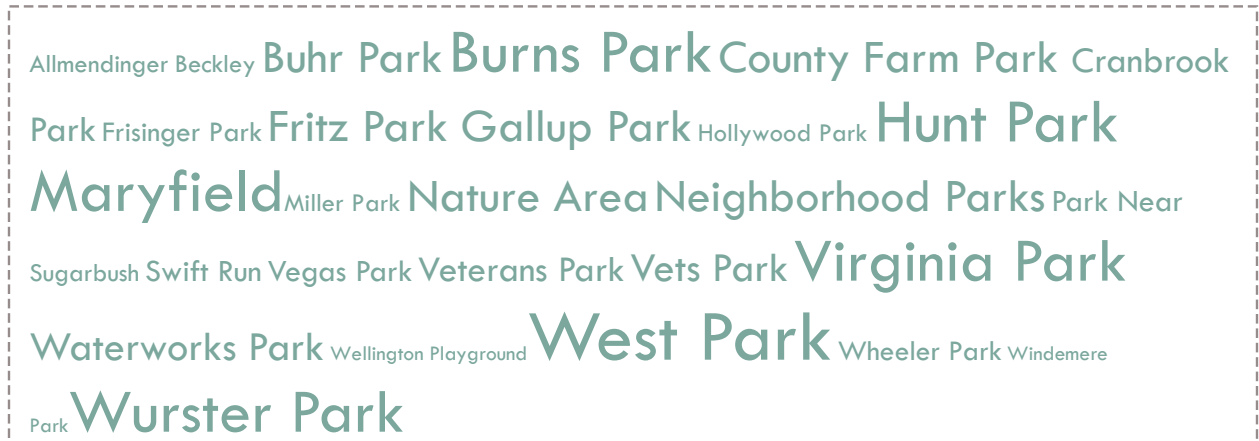 Allmendinger Beckley Buhr Park Burns Park County Farm Park Cranbrook
Park Frisinger Park Fritz Park Gallup Park Hollywood Park Hunt Park
Maryfield Miller Park Nature Area Neighborhood Parks Park Near
Sugarbush Swift Run Vegas Park Veterans Park Vets Park Virginia Park
Waterworks Park Wellington Playground West Park Wheeler Park Windemere
Park Wurster Park